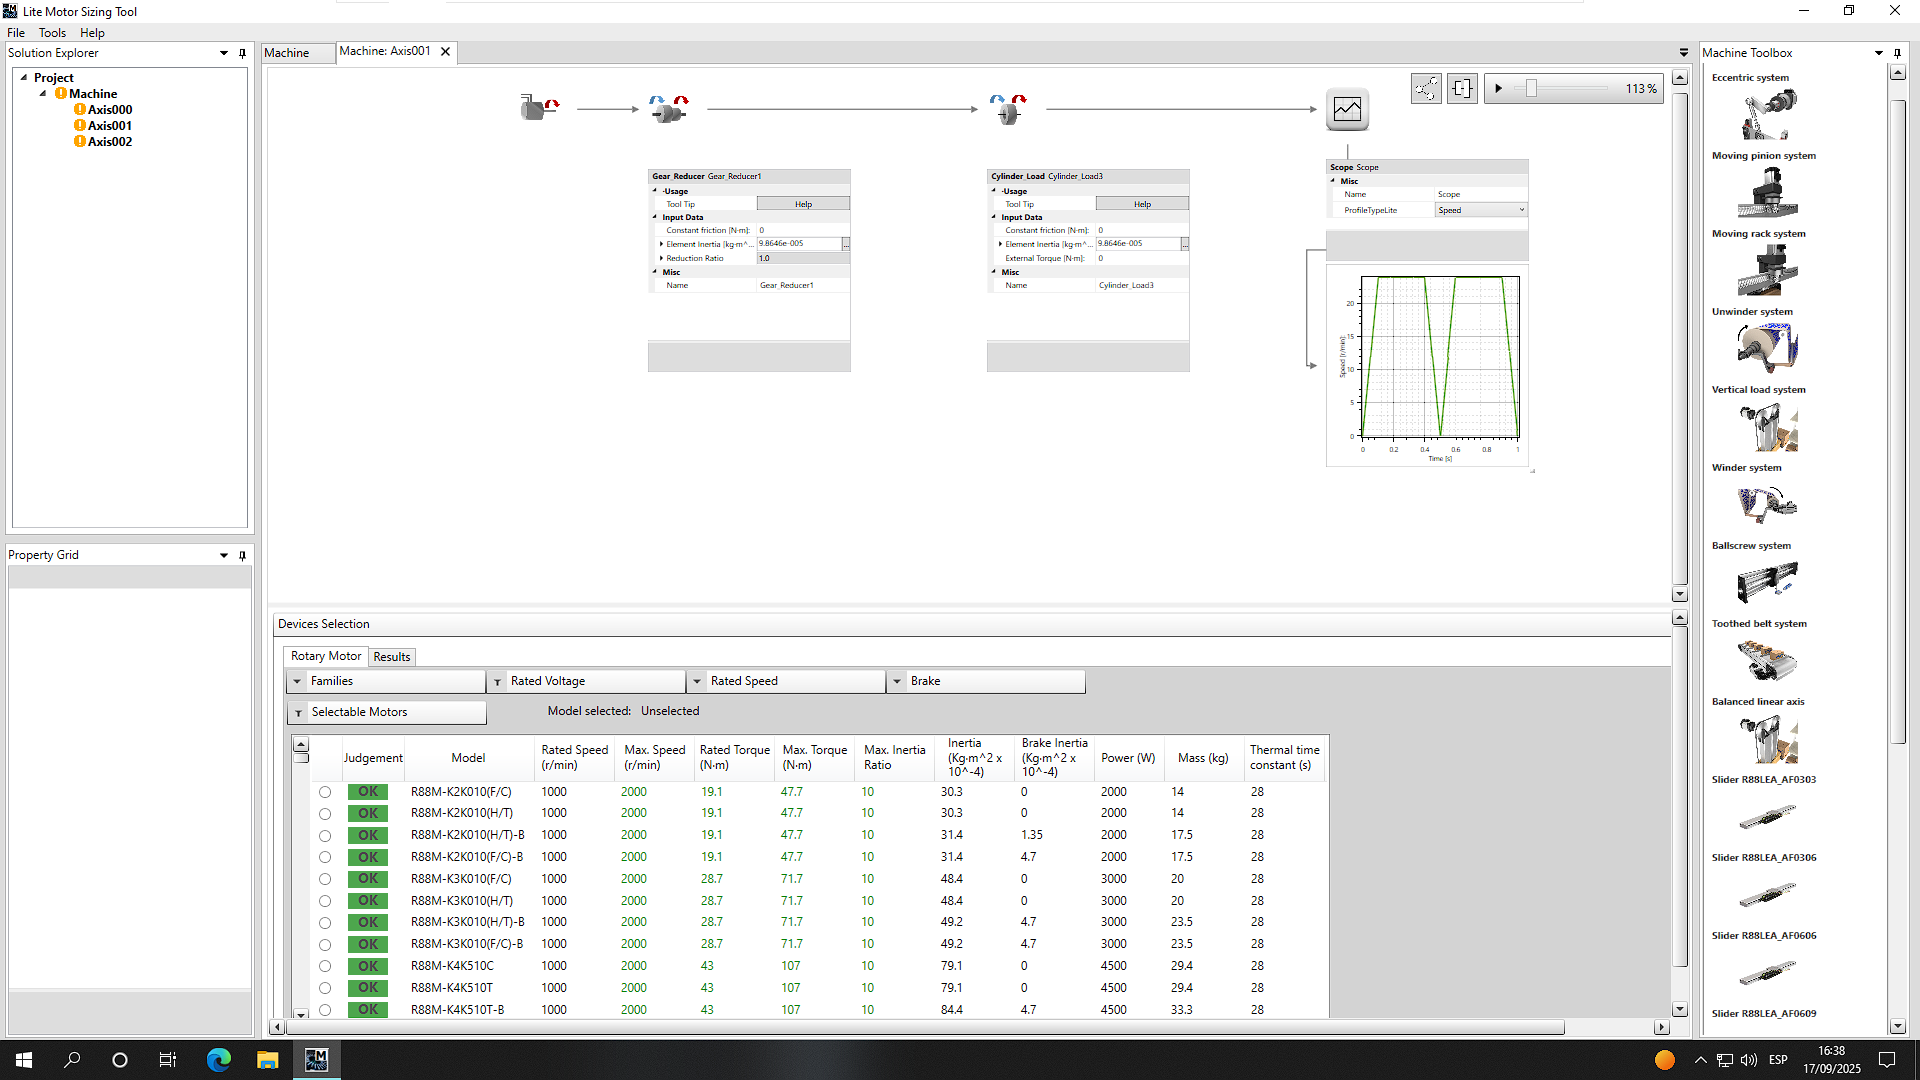 Lite Motor Sizing Tool
File Tools Help
Solution Explorer
Project
Machine
Axis000
Axis001
Axis002
Property Grid
Machine
Machine: Axis001
113 %
Gear_Reducer Gear_Reducer1
-Usage
Tool Tip Help
Input Data
Constant friction [N·m]: 0
Element Inertia [kg·m^... 9.8646e-005 ...
Reduction Ratio 1.0
Misc
Name Gear_Reducer1
Cylinder_Load Cylinder_Load3
-Usage
Tool Tip Help
Input Data
Constant friction [N·m]: 0
Element Inertia [kg·m^... 9.8646e-005 ...
External Torque [N·m]: 0
Misc
Name Cylinder_Load3
Scope Scope
Misc
Name Scope
ProfileTypeLite Speed
Speed [r/min]
20
15
10
5
0
0 0.2 0.4 0.6 0.8 1
Time [s]
Devices Selection
Rotary Motor Results
Families Rated Voltage Rated Speed Brake
Selectable Motors Model selected: Unselected
Judgement Model Rated Speed (r/min) Max. Speed (r/min) Rated Torque (N·m) Max. Torque (N·m) Max. Inertia Ratio Inertia (Kg·m^2 x 10^-4) Brake Inertia (Kg·m^2 x 10^-4) Power (W) Mass (kg) Thermal time constant (s)
OK R88M-K2K010(F/C) 1000 2000 19.1 47.7 10 30.3 0 2000 14 28
OK R88M-K2K010(H/T) 1000 2000 19.1 47.7 10 30.3 0 2000 14 28
OK R88M-K2K010(H/T)-B 1000 2000 19.1 47.7 10 31.4 1.35 2000 17.5 28
OK R88M-K2K010(F/C)-B 1000 2000 19.1 47.7 10 31.4 4.7 2000 17.5 28
OK R88M-K3K010(F/C) 1000 2000 28.7 71.7 10 48.4 0 3000 20 28
OK R88M-K3K010(H/T) 1000 2000 28.7 71.7 10 48.4 0 3000 20 28
OK R88M-K3K010(H/T)-B 1000 2000 28.7 71.7 10 49.2 4.7 3000 23.5 28
OK R88M-K3K010(F/C)-B 1000 2000 28.7 71.7 10 49.2 4.7 3000 23.5 28
OK R88M-K4K510C 1000 2000 43 107 10 79.1 0 4500 29.4 28
OK R88M-K4K510T 1000 2000 43 107 10 79.1 0 4500 29.4 28
OK R88M-K4K510T-B 1000 2000 43 107 10 84.4 4.7 4500 33.3 28
Machine Toolbox
Eccentric system
Moving pinion system
Moving rack system
Unwinder system
Vertical load system
Winder system
Ballscrew system
Toothed belt system
Balanced linear axis
Slider R88LEA_AF0303
Slider R88LEA_AF0306
Slider R88LEA_AF0606
Slider R88LEA_AF0609
M
ESP
16:38
17/09/2025